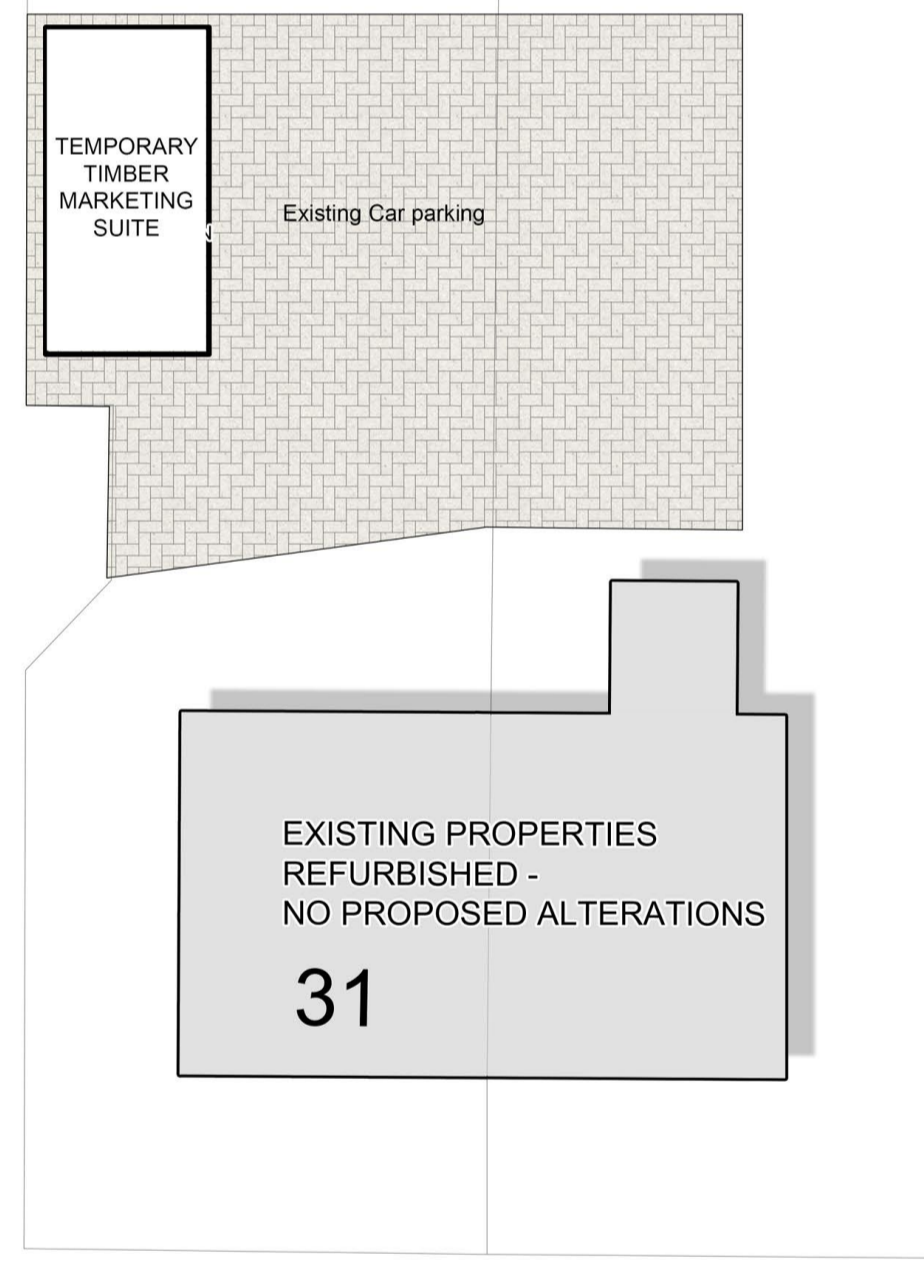 TEMPORARY
TIMBER
MARKETING
SUITE
Existing Car parking
EXISTING PROPERTIES
REFURBISHED -
NO PROPOSED ALTERATIONS
31